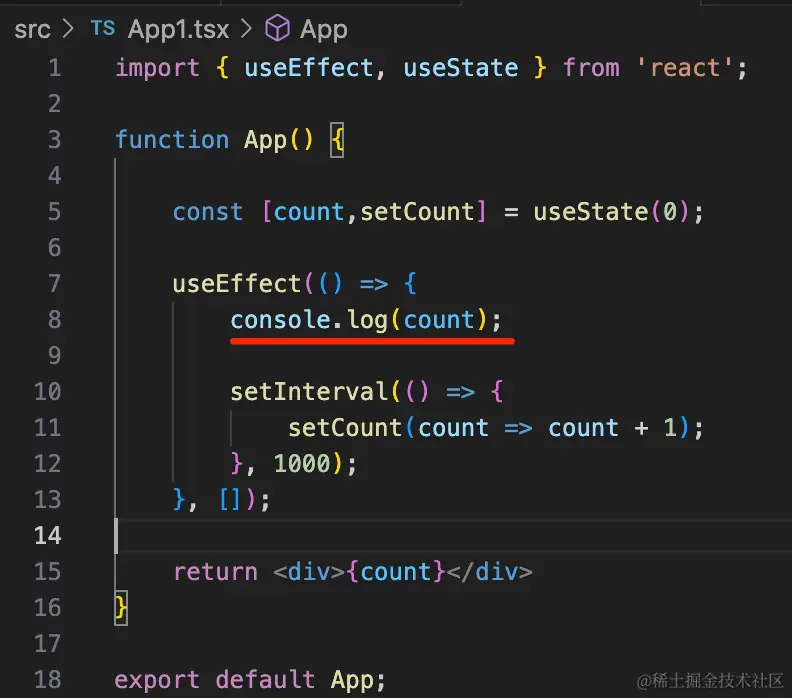 src > TS App1.tsx > App
1 import { useEffect, useState } from 'react';
2
3 function App() {
4
5 const [count,setCount] = useState(0);
6
7 useEffect(() => {
8 console.log(count);
9
10 setInterval(() => {
11 setCount(count => count + 1);
12 }, 1000);
13 }, []);
14
15 return <div>{count}</div>
16 }
17
18 export default App;
@稀土掘金技术社区